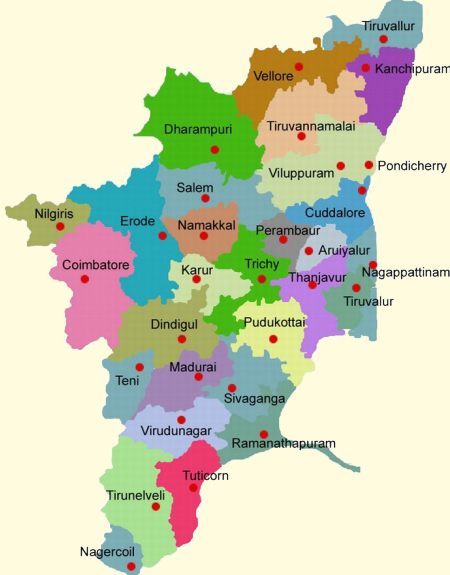 Tiruvallur
Kanchipuram
Vellore
Dharampuri
Tiruvannamalai
Pondicherry
Viluppuram
Salem
Nilgiris
Erode
Namakkal
Cuddalore
Perambaur
Aruiyalur
Coimbatore
Karur
Trichy
Thanjavur
Nagappattinam
Tiruvalur
Dindigul
Pudukottai
Teni
Madurai
Sivaganga
Virudunagar
Ramanathapuram
Tuticorn
Tirunelveli
Nagercoil